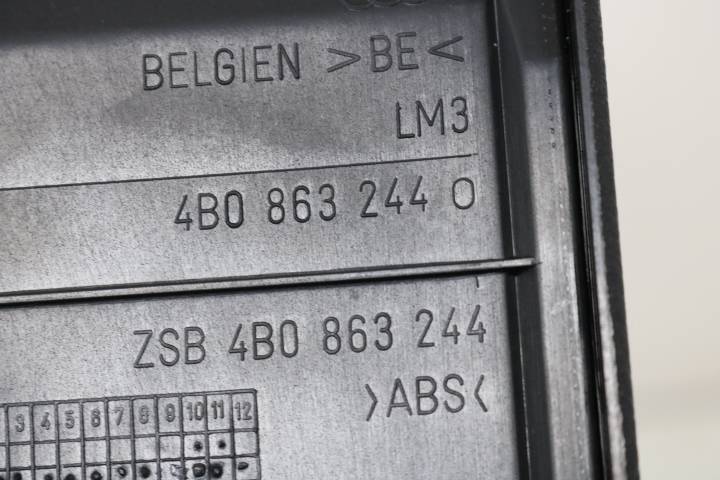 BELGIEN >BE<
LM3
4B0 863 244 O
ZSB 4B0 863 244
>ABS<
3 4 5 6 7 8 9 10 11 12